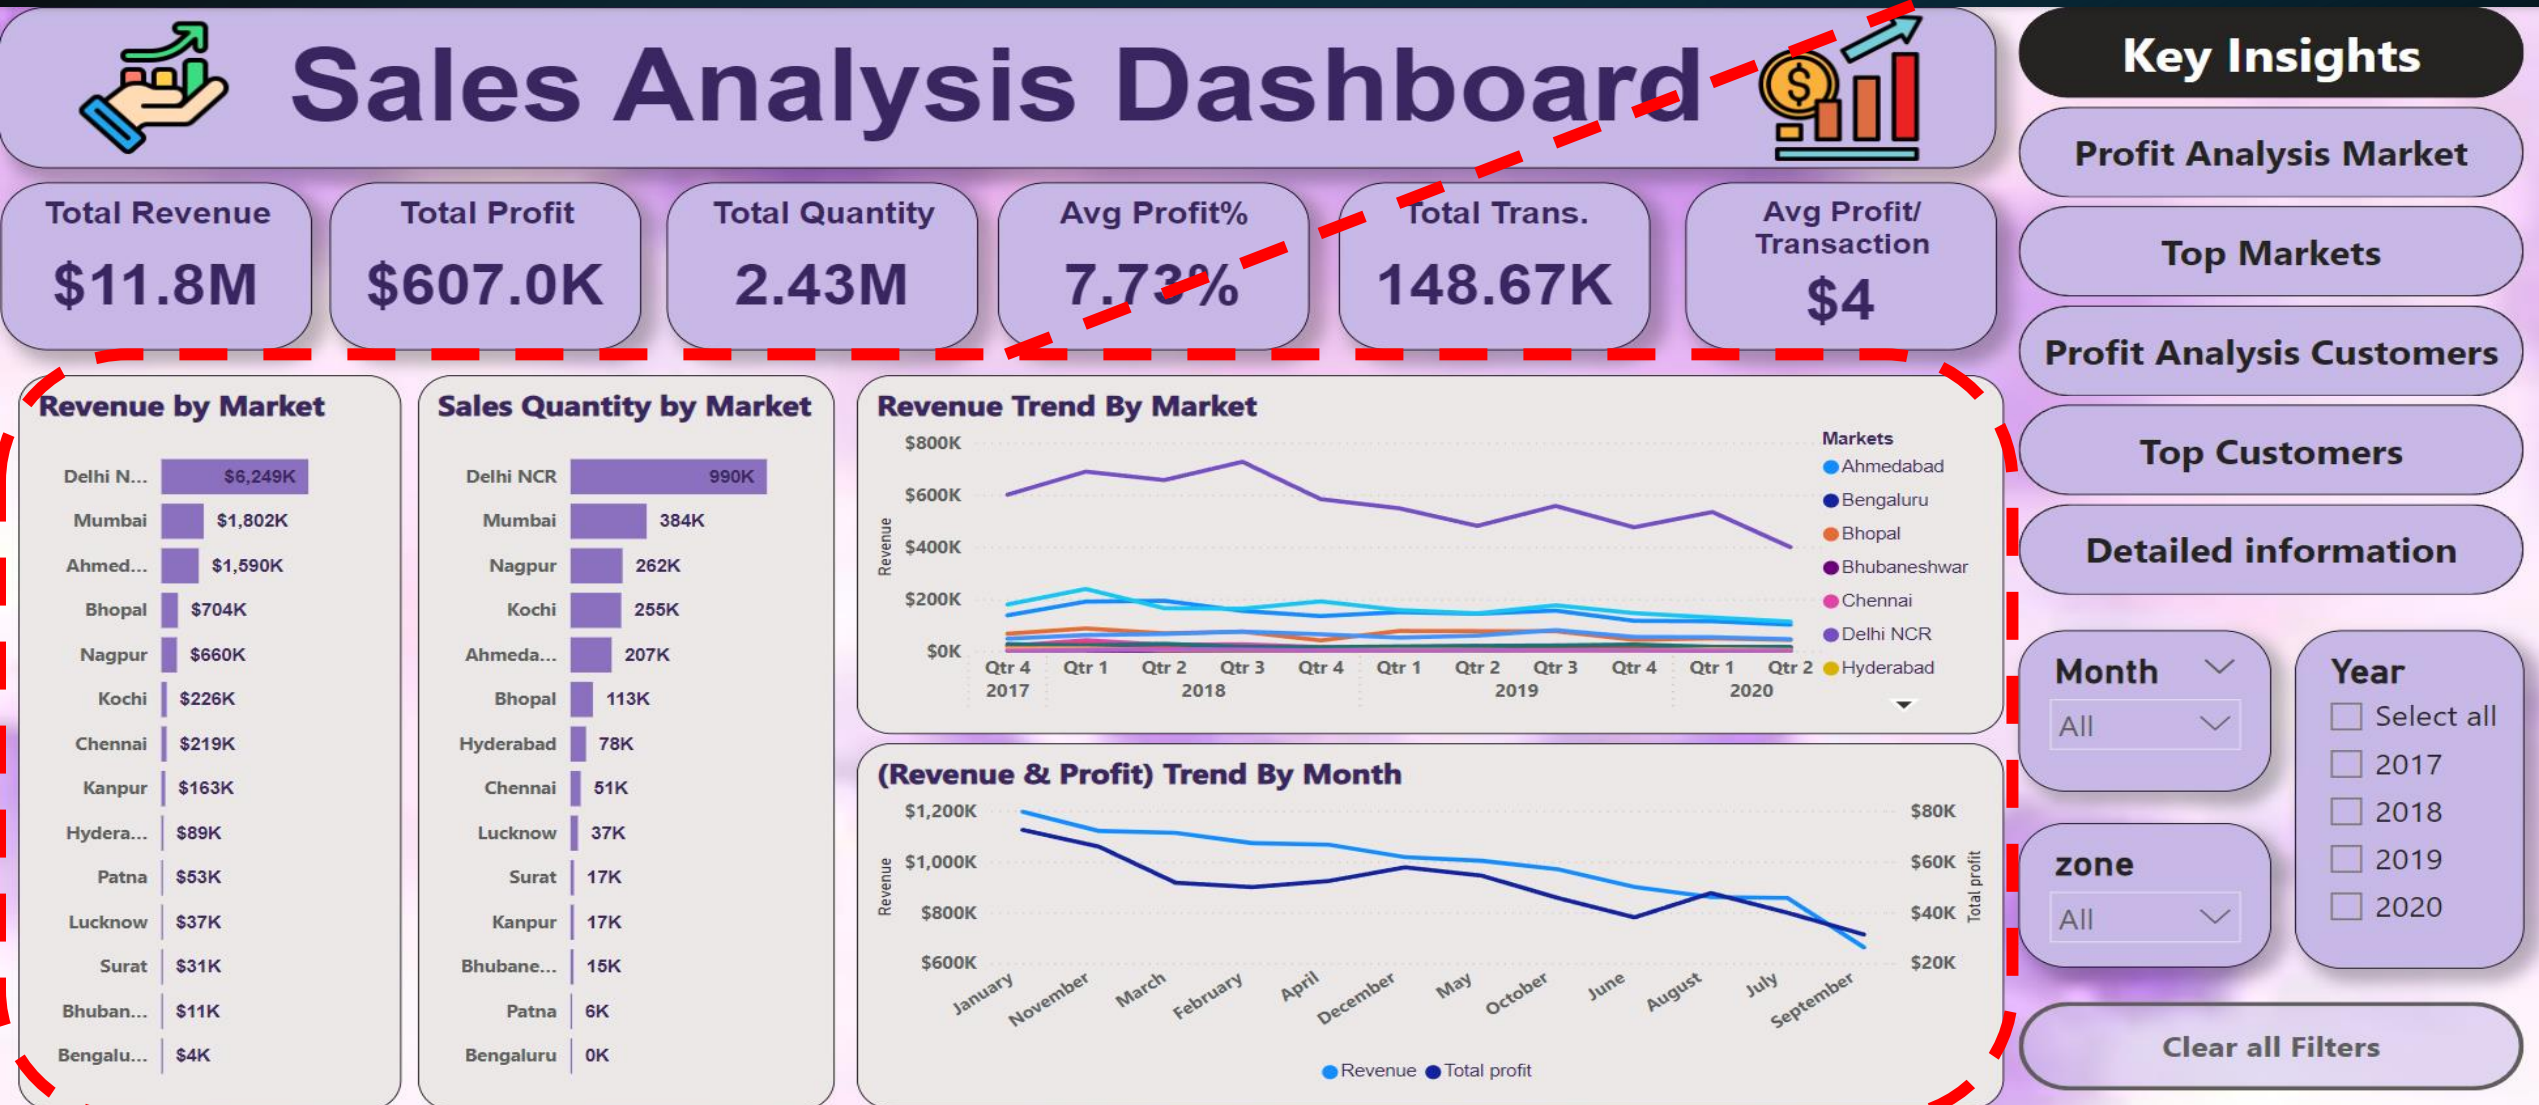 Sales Analysis Dashboard
Key Insights
Profit Analysis Market
Top Markets
Profit Analysis Customers
Top Customers
Detailed information
Total Revenue
$11.8M
Total Profit
$607.0K
Total Quantity
2.43M
Avg Profit%
7.73%
Total Trans.
148.67K
Avg Profit/
Transaction
$4
Revenue by Market
Delhi N... $6,249K
Mumbai $1,802K
Ahmed... $1,590K
Bhopal $704K
Nagpur $660K
Kochi $226K
Chennai $219K
Kanpur $163K
Hydera... $89K
Patna $53K
Lucknow $37K
Surat $31K
Bhuban... $11K
Bengalu... $4K
Sales Quantity by Market
Delhi NCR 990K
Mumbai 384K
Nagpur 262K
Kochi 255K
Ahmeda... 207K
Bhopal 113K
Hyderabad 78K
Chennai 51K
Lucknow 37K
Surat 17K
Kanpur 17K
Bhubane... 15K
Patna 6K
Bengaluru 0K
Revenue Trend By Market
$800K
$600K
$400K
$200K
$0K
Revenue
Qtr 4 Qtr 1 Qtr 2 Qtr 3 Qtr 4 Qtr 1 Qtr 2 Qtr 3 Qtr 4 Qtr 1 Qtr 2
2017 2018 2019 2020
Markets
Ahmedabad
Bengaluru
Bhopal
Bhubaneshwar
Chennai
Delhi NCR
Hyderabad
(Revenue & Profit) Trend By Month
$1,200K
$1,000K
$800K
$600K
Revenue
$80K
$60K
$40K
$20K
Total profit
January November March February April December May October June August July September
Revenue Total profit
Month
All
zone
All
Year
Select all
2017
2018
2019
2020
Clear all Filters